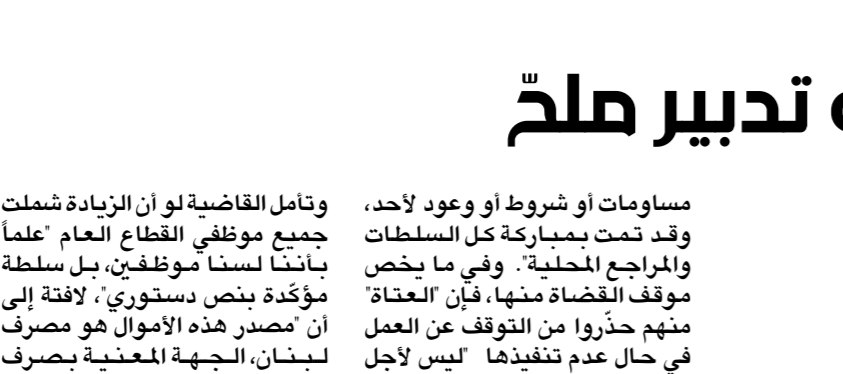 تدبير ملحّ
مساومات أو شروط أو وعود لأحد،
وقد تمت بمباركة كل السلطات
والمراجع المحلية". وفي ما يخص
موقف القضاة منها، فإن "العتاة"
منهم حذّروا من التوقف عن العمل
في حال عدم تنفيذها "ليس لأجل
وتأمل القاضية لو أن الزيادة شملت
جميع موظفي القطاع العام "علماً
بأننا لسنا موظفين، بل سلطة
مؤكّدة بنص دستوري"، لافتة إلى
أن "مصدر هذه الأموال هو مصرف
لبنان، الجهة المعنية بصرف